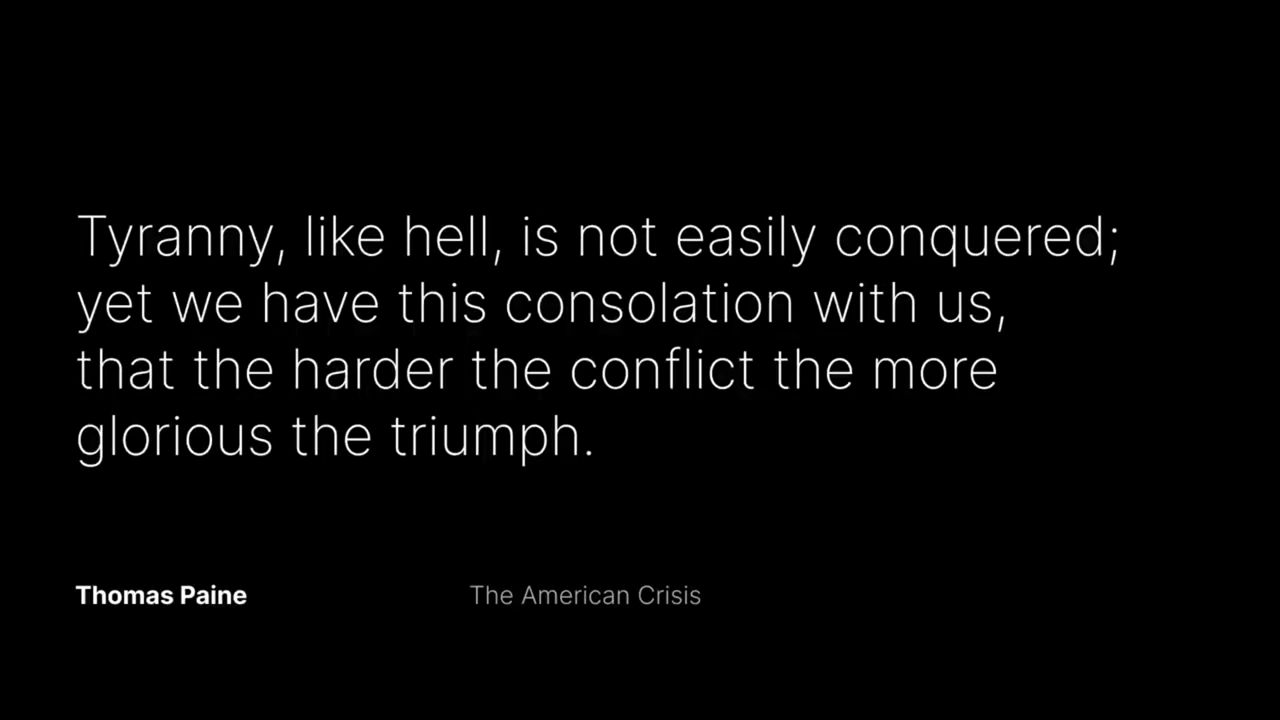 Tyranny, like hell, is not easily conquered;
yet we have this consolation with us,
that the harder the conflict the more
glorious the triumph.
Thomas Paine
The American Crisis